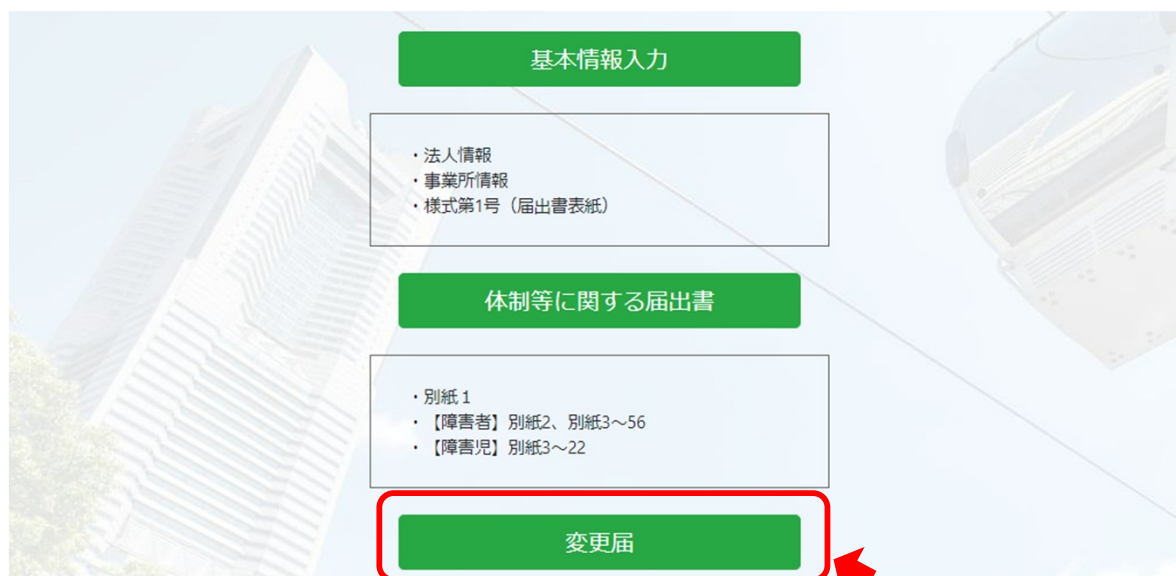 基本情報入力
・法人情報
・事業所情報
・様式第1号（届出書表紙）
体制等に関する届出書
・別紙１
・【障害者】別紙2、別紙3～56
・【障害児】別紙3～22
変更届